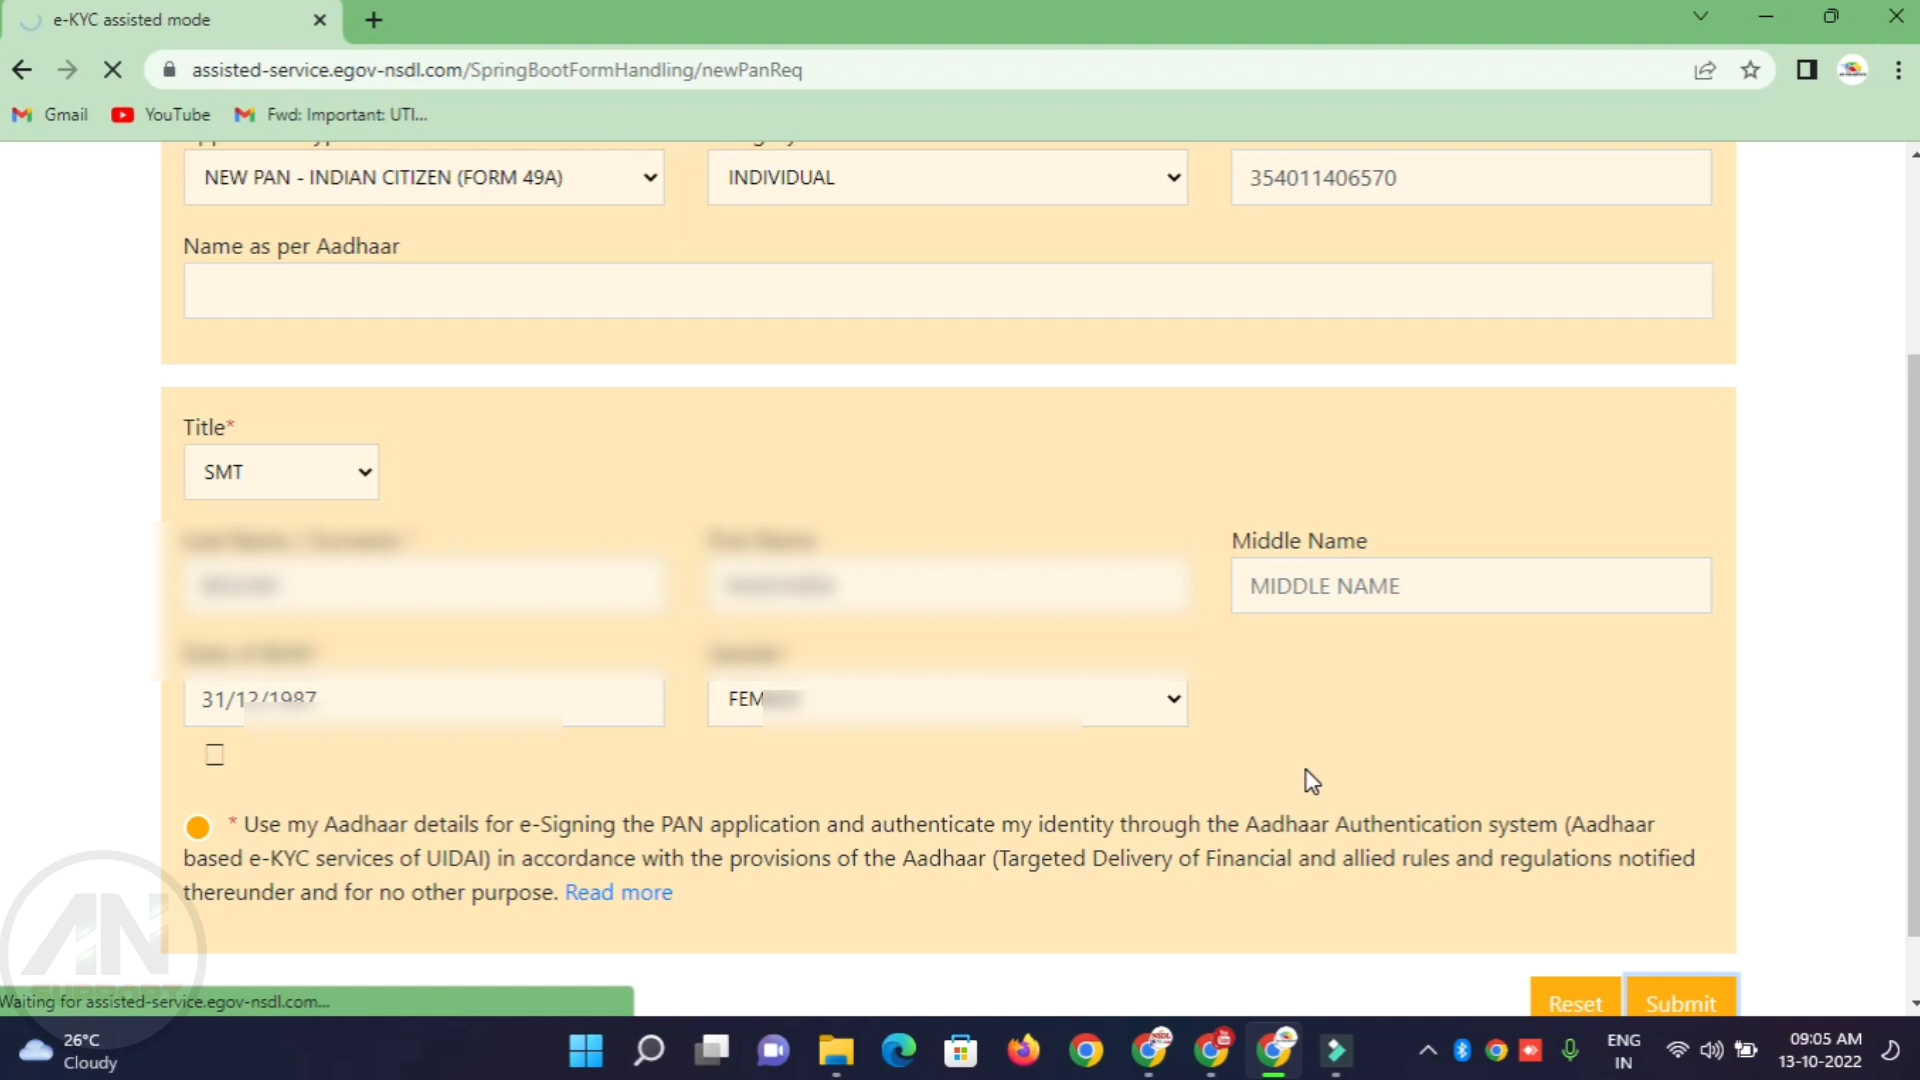 e-KYC assisted mode
assisted-service.egov-nsdl.com/SpringBootFormHandling/newPanReq
Gmail YouTube Fwd: Important: UTI...
NEW PAN - INDIAN CITIZEN (FORM 49A) INDIVIDUAL 354011406570
Name as per Aadhaar
Title*
SMT
Middle Name
MIDDLE NAME
31/12/1987 FEM
* Use my Aadhaar details for e-Signing the PAN application and authenticate my identity through the Aadhaar Authentication system (Aadhaar
based e-KYC services of UIDAI) in accordance with the provisions of the Aadhaar (Targeted Delivery of Financial and allied rules and regulations notified
thereunder and for no other purpose. Read more
AN
SUPPORT
Waiting for assisted-service.egov-nsdl.com...
Reset Submit
26°C
Cloudy
ENG
IN
09:05 AM
13-10-2022